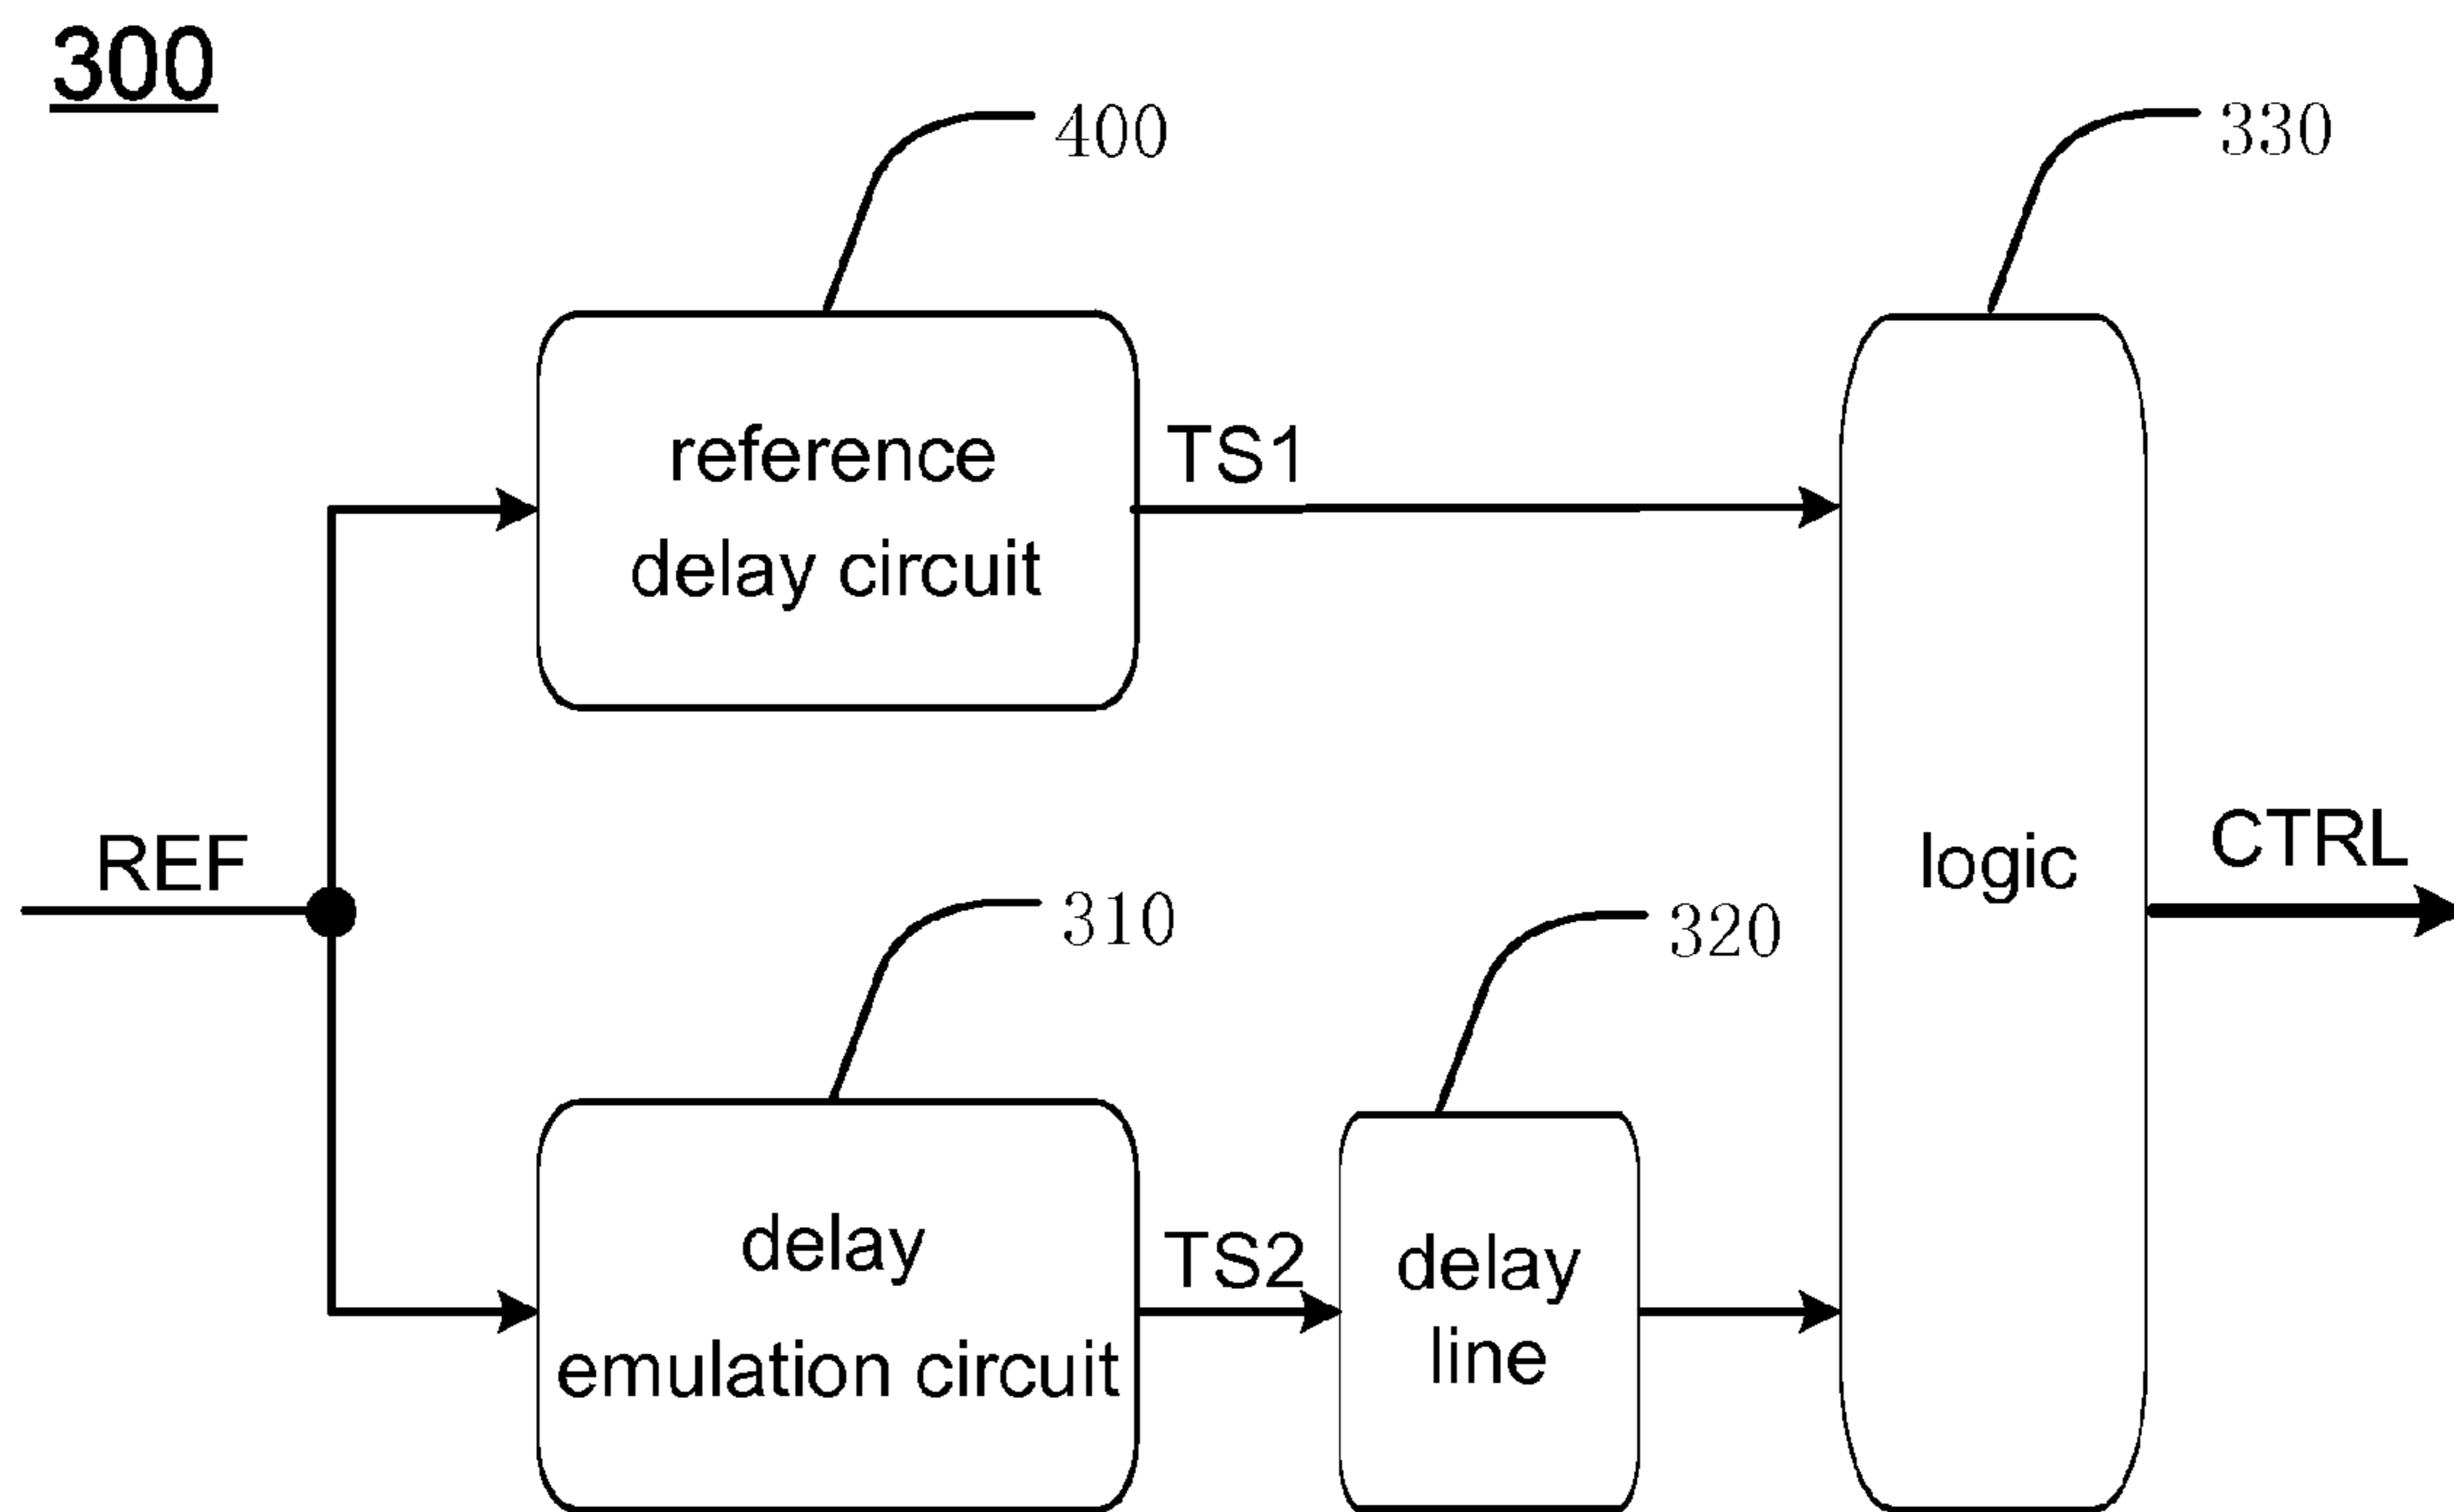 300
400
330
reference
delay circuit
TS1
REF
310
320
logic
CTRL
delay
emulation circuit
TS2
delay
line